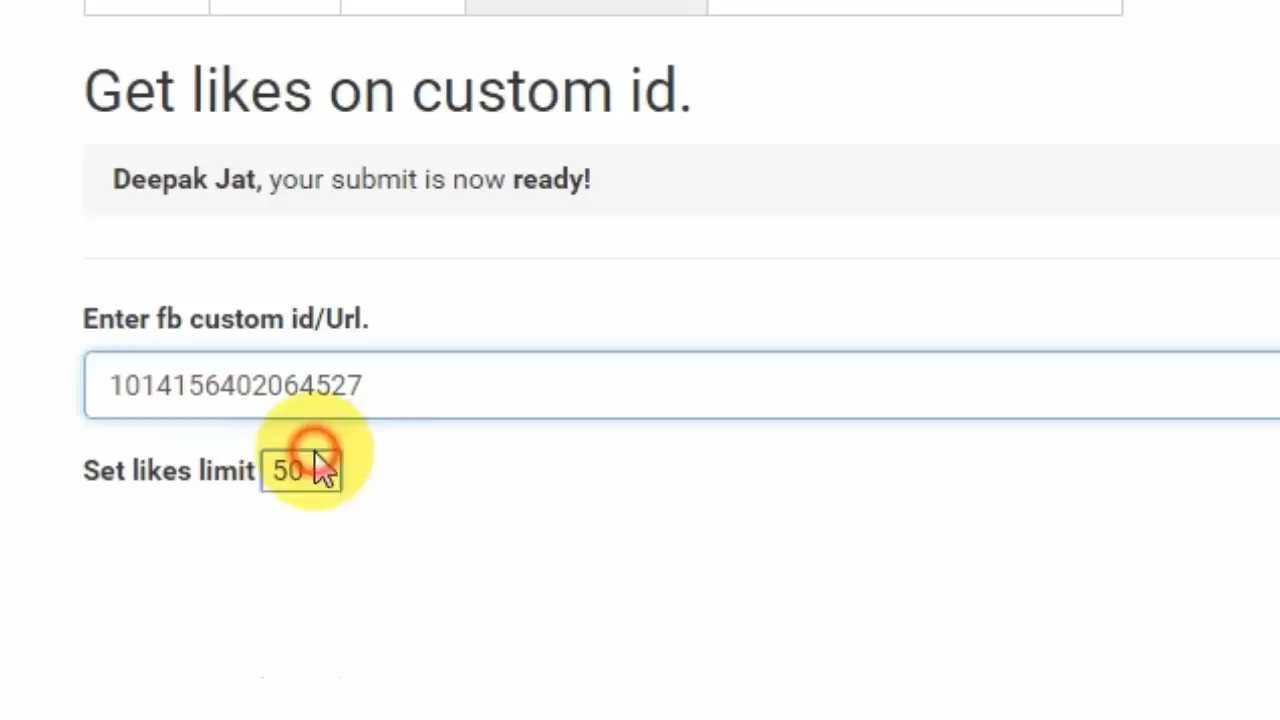 Get likes on custom id.
Deepak Jat, your submit is now ready!
Enter fb custom id/Url.
1014156402064527
Set likes limit 50